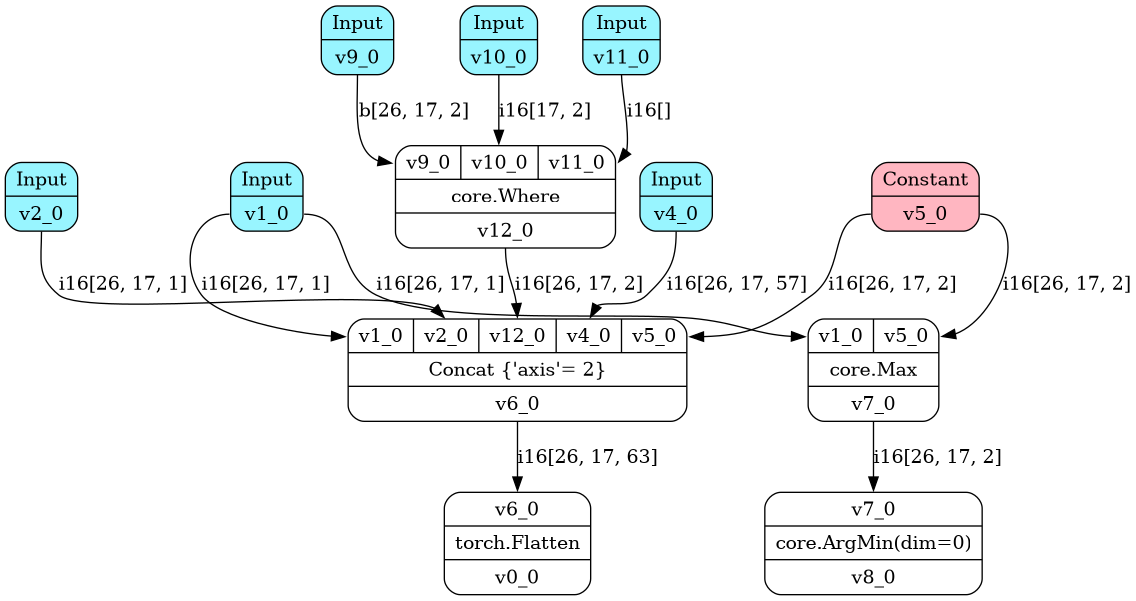 Input
v9_0
Input
v10_0
Input
v11_0
b[26, 17, 2]
i16[17, 2]
i16[]
v9_0 v10_0 v11_0
core.Where
v12_0
Input
v2_0
Input
v1_0
Input
v4_0
Constant
v5_0
i16[26, 17, 1]
i16[26, 17, 1]
i16[26, 17, 1]
i16[26, 17, 2]
i16[26, 17, 57]
i16[26, 17, 2]
i16[26, 17, 2]
v1_0 v2_0 v12_0 v4_0 v5_0
Concat {'axis'= 2}
v6_0
v1_0 v5_0
core.Max
v7_0
i16[26, 17, 63]
i16[26, 17, 2]
v6_0
torch.Flatten
v0_0
v7_0
core.ArgMin(dim=0)
v8_0